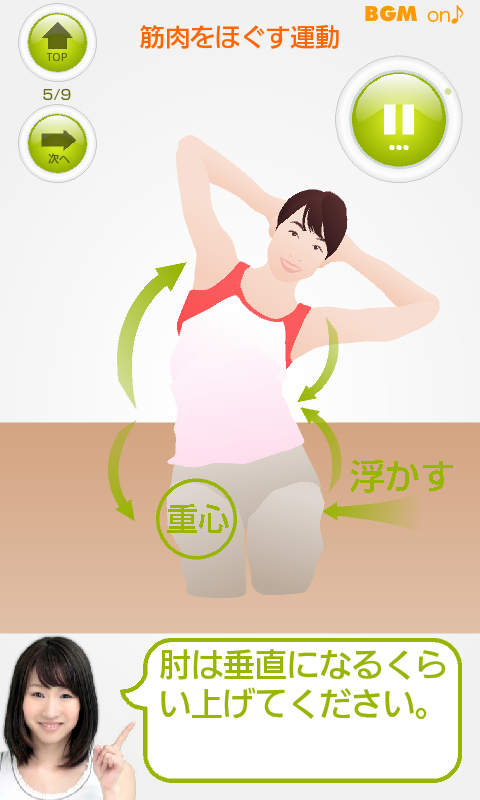 BGM on♪
筋肉をほぐす運動
TOP
5/9
次へ
浮かす
重心
肘は垂直になるくら
い上げてください。